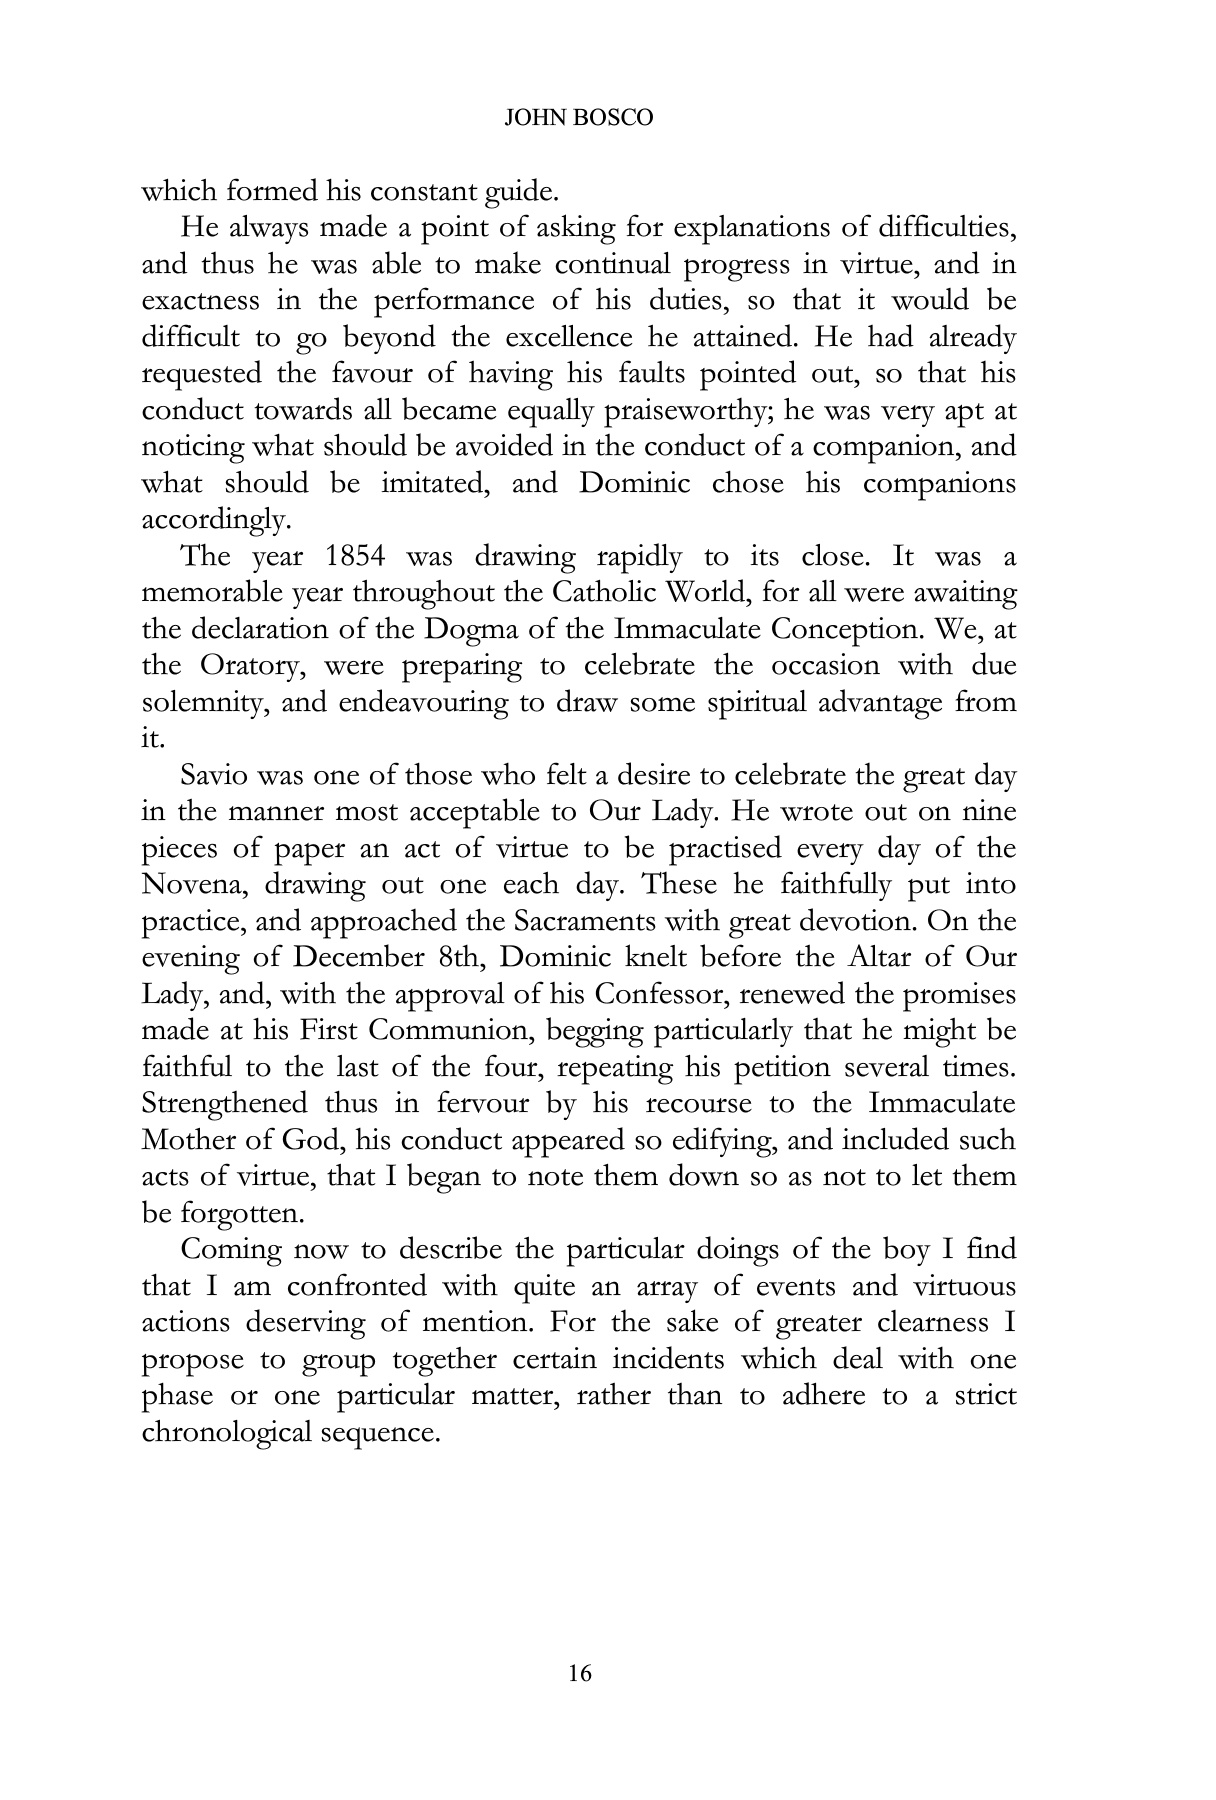 JOHN BOSCO
which formed his constant guide.
He always made a point of asking for explanations of difficulties,
and thus he was able to make continual progress in virtue, and in
exactness in the performance of his duties, so that it would be
difficult to go beyond the excellence he attained. He had already
requested the favour of having his faults pointed out, so that his
conduct towards all became equally praiseworthy; he was very apt at
noticing what should be avoided in the conduct of a companion, and
what should be imitated, and Dominic chose his companions
accordingly.
The year 1854 was drawing rapidly to its close. It was a
memorable year throughout the Catholic World, for all were awaiting
the declaration of the Dogma of the Immaculate Conception. We, at
the Oratory, were preparing to celebrate the occasion with due
solemnity, and endeavouring to draw some spiritual advantage from
it.
Savio was one of those who felt a desire to celebrate the great day
in the manner most acceptable to Our Lady. He wrote out on nine
pieces of paper an act of virtue to be practised every day of the
Novena, drawing out one each day. These he faithfully put into
practice, and approached the Sacraments with great devotion. On the
evening of December 8th, Dominic knelt before the Altar of Our
Lady, and, with the approval of his Confessor, renewed the promises
made at his First Communion, begging particularly that he might be
faithful to the last of the four, repeating his petition several times.
Strengthened thus in fervour by his recourse to the Immaculate
Mother of God, his conduct appeared so edifying, and included such
acts of virtue, that I began to note them down so as not to let them
be forgotten.
Coming now to describe the particular doings of the boy I find
that I am confronted with quite an array of events and virtuous
actions deserving of mention. For the sake of greater clearness I
propose to group together certain incidents which deal with one
phase or one particular matter, rather than to adhere to a strict
chronological sequence.
16